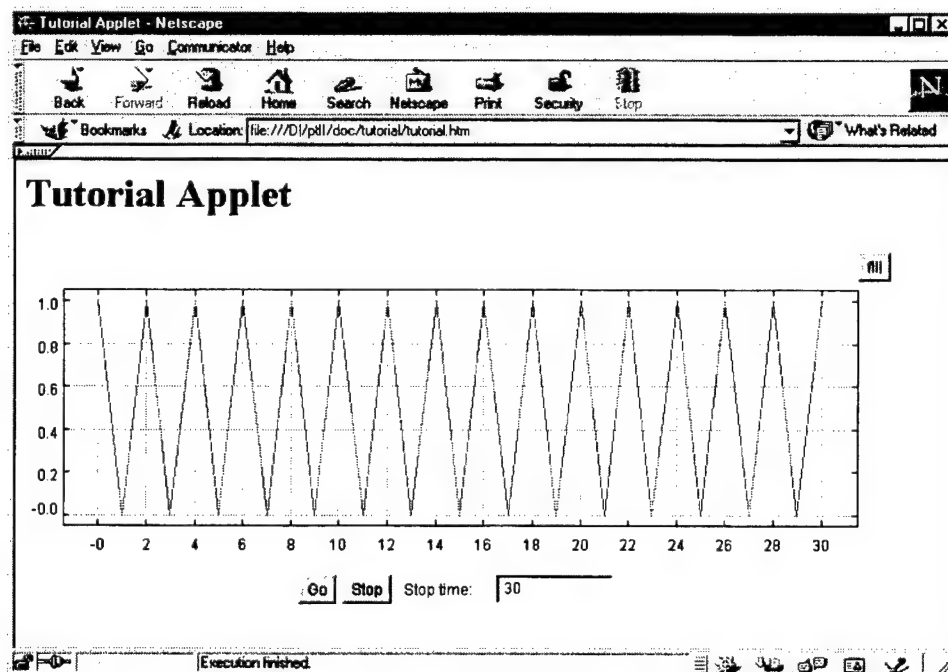 Tutorial Applet - Netscape
File Edit View Go Communicator Help
Back Forward Reload Home Search Netscape Print Security Stop
N
Bookmarks Location: file:///D|/ptII/doc/tutorial/tutorial.htm What's Related
Tutorial Applet
fill
1.0
0.8
0.6
0.4
0.2
-0.0
-0 2 4 6 8 10 12 14 16 18 20 22 24 26 28 30
Go Stop Stop time: 30
Execution finished.